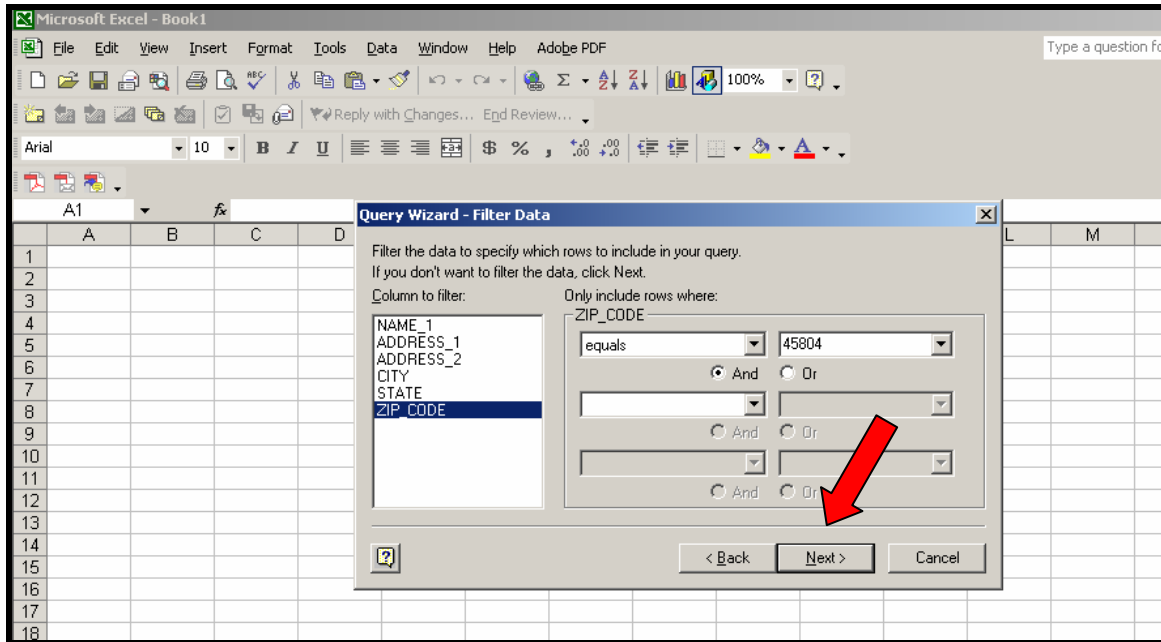 Microsoft Excel - Book1
File Edit View Insert Format Tools Data Window Help Adobe PDF
Type a question fo
ABC Σ A Z Z A 100% ?
Reply with Changes... End Review...
Arial 10 B I U $ % , .0 .00 .00 .0 A
A1 fx
A B C D L M
1
2
3
4
5
6
7
8
9
10
11
12
13
14
15
16
17
18
Query Wizard - Filter Data
Filter the data to specify which rows to include in your query.
If you don't want to filter the data, click Next.
Column to filter: Only include rows where:
NAME_1
ADDRESS_1
ADDRESS_2
CITY
STATE
ZIP_CODE
ZIP_CODE
equals 45804
And Or
And Or
And Or
? < Back Next > Cancel